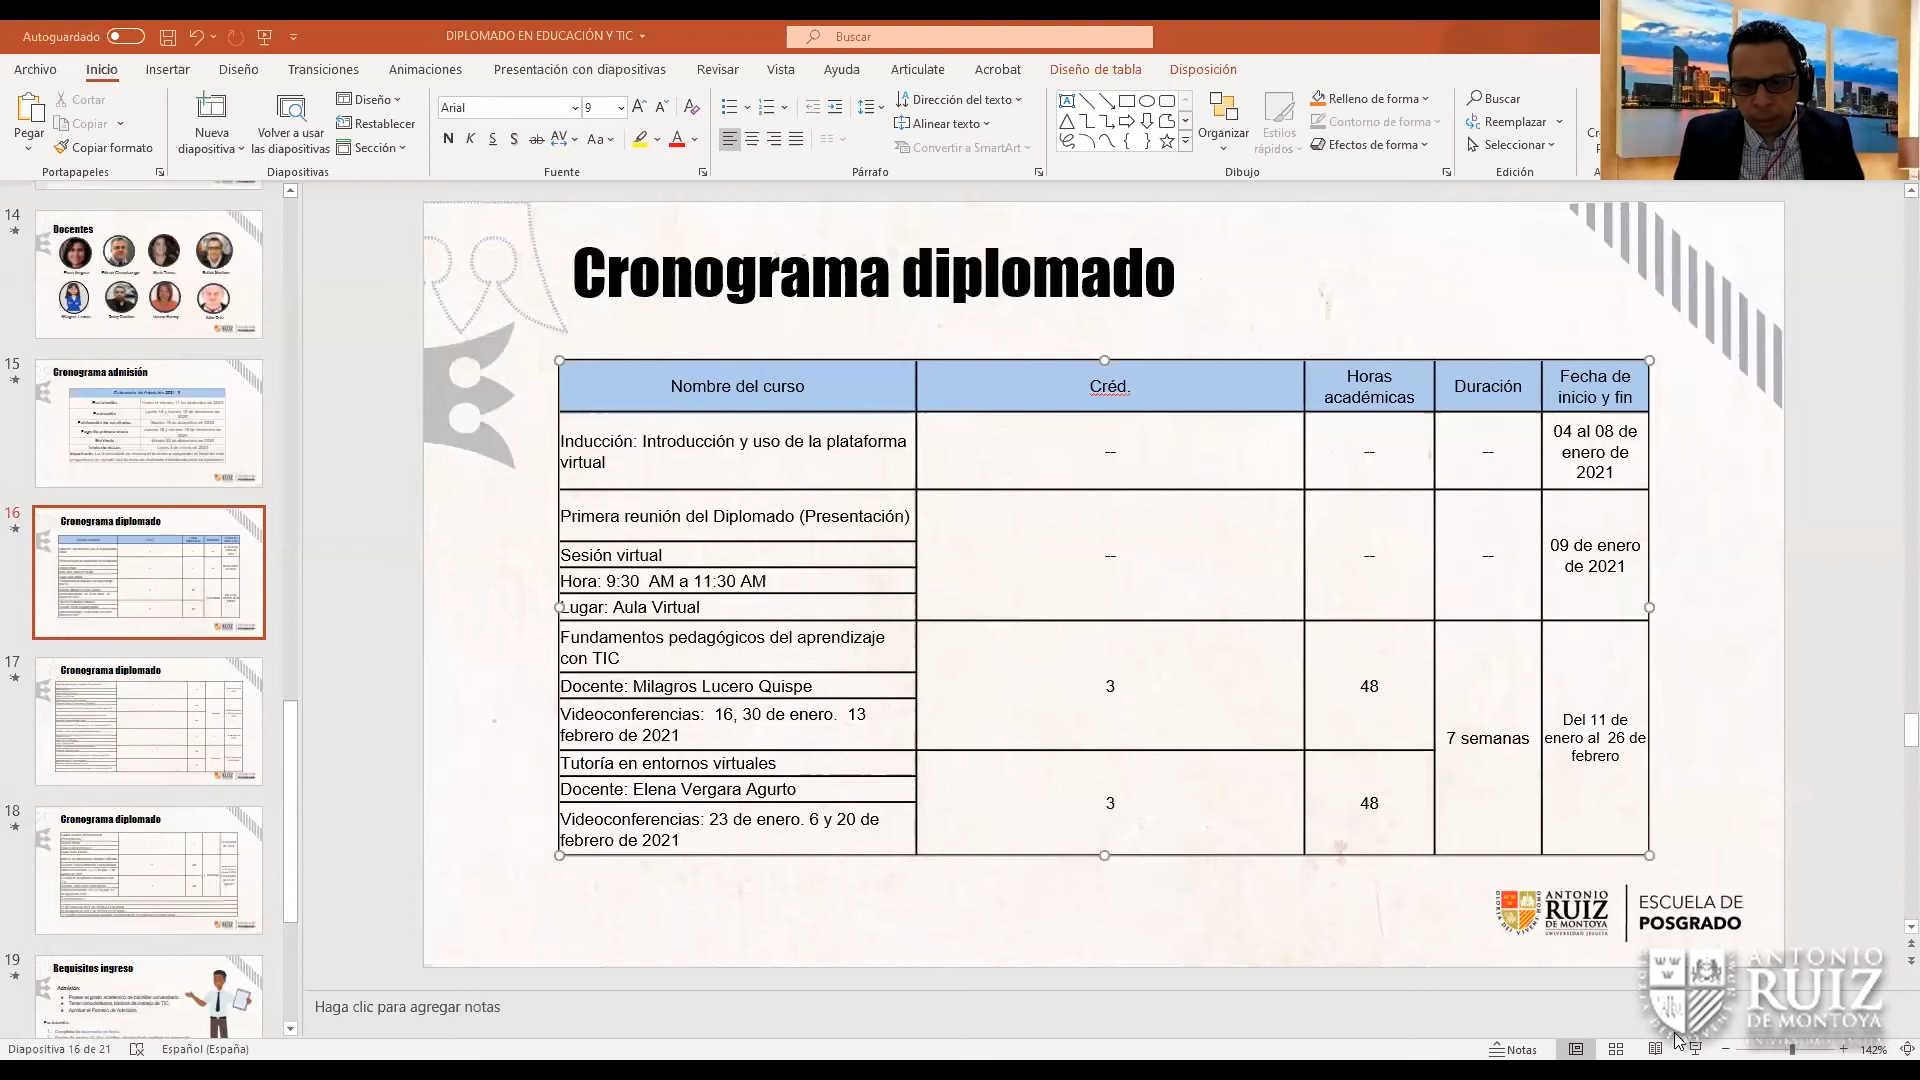 Autoguardado
DIPLOMADO EN EDUCACIÓN Y TIC
Buscar
Archivo
Inicio
Insertar
Diseño
Transiciones
Animaciones
Presentación con diapositivas
Revisar
Vista
Ayuda
Articulate
Acrobat
Diseño de tabla
Disposición
Pegar
Cortar
Copiar
Copiar formato
Portapapeles
Nueva
diapositiva
Volver a usar
las diapositivas
Diseño
Restablecer
Sección
Diapositivas
Arial
9
N K S S ab AV Aa A
Fuente
Dirección del texto
Alinear texto
Convertir a SmartArt
Párrafo
Organizar
Estilos
rápidos
Relleno de forma
Contorno de forma
Efectos de forma
Dibujo
Buscar
Reemplazar
Seleccionar
Edición
14
Docentes
15
Cronograma admisión
16
Cronograma diplomado
17
Cronograma diplomado
18
Cronograma diplomado
19
Requisitos ingreso
Admisión:
Cronograma diplomado
Nombre del curso
Créd.
Horas
académicas
Duración
Fecha de
inicio y fin
Inducción: Introducción y uso de la plataforma
virtual
--
--
--
04 al 08 de
enero de
2021
Primera reunión del Diplomado (Presentación)
Sesión virtual
Hora: 9:30 AM a 11:30 AM
Lugar: Aula Virtual
--
--
--
09 de enero
de 2021
Fundamentos pedagógicos del aprendizaje
con TIC
Docente: Milagros Lucero Quispe
Videoconferencias: 16, 30 de enero. 13
febrero de 2021
3
48
7 semanas
Del 11 de
enero al 26 de
febrero
Tutoría en entornos virtuales
Docente: Elena Vergara Agurto
Videoconferencias: 23 de enero. 6 y 20 de
febrero de 2021
3
48
ANTONIO
RUIZ
DE MONTOYA
UNIVERSIDAD JESUITA
ESCUELA DE
POSGRADO
ANTONIO
RUIZ
DE MONTOYA
Haga clic para agregar notas
Diapositiva 16 de 21
Español (España)
Notas
142%